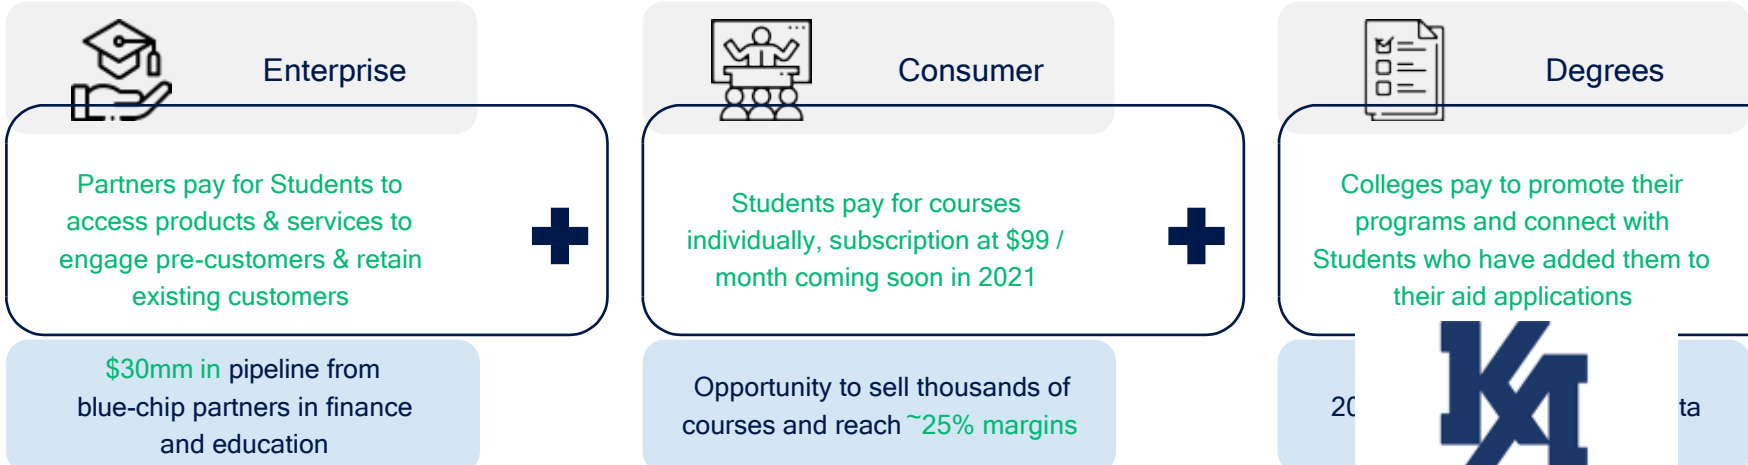 Enterprise
Partners pay for Students to
access products & services to
engage pre-customers & retain
existing customers
$30mm in pipeline from
blue-chip partners in finance
and education
Consumer
Students pay for courses
individually, subscription at $99 /
month coming soon in 2021
Opportunity to sell thousands of
courses and reach ~25% margins
Degrees
Colleges pay to promote their
programs and connect with
Students who have added them to
their aid applications